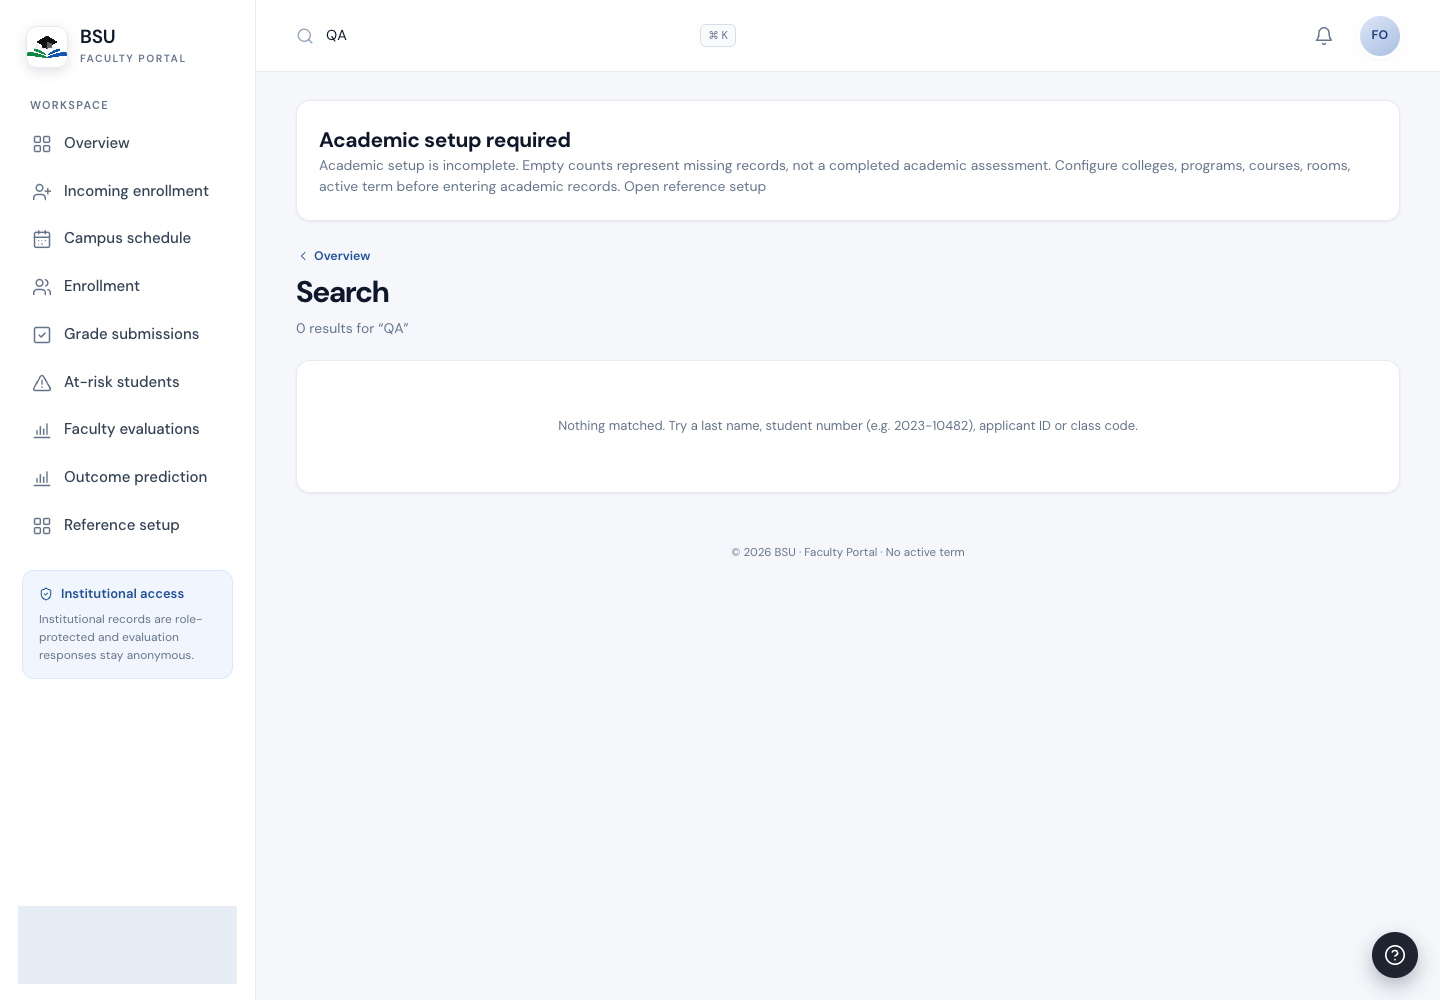 BSU
FACULTY PORTAL
WORKSPACE
Overview
Incoming enrollment
Campus schedule
Enrollment
Grade submissions
At-risk students
Faculty evaluations
Outcome prediction
Reference setup
Institutional access
Institutional records are role-
protected and evaluation
responses stay anonymous.
QA
⌘ K
FO
Academic setup required
Academic setup is incomplete. Empty counts represent missing records, not a completed academic assessment. Configure colleges, programs, courses, rooms,
active term before entering academic records. Open reference setup
Overview
Search
0 results for “QA”
Nothing matched. Try a last name, student number (e.g. 2023-10482), applicant ID or class code.
© 2026 BSU · Faculty Portal · No active term